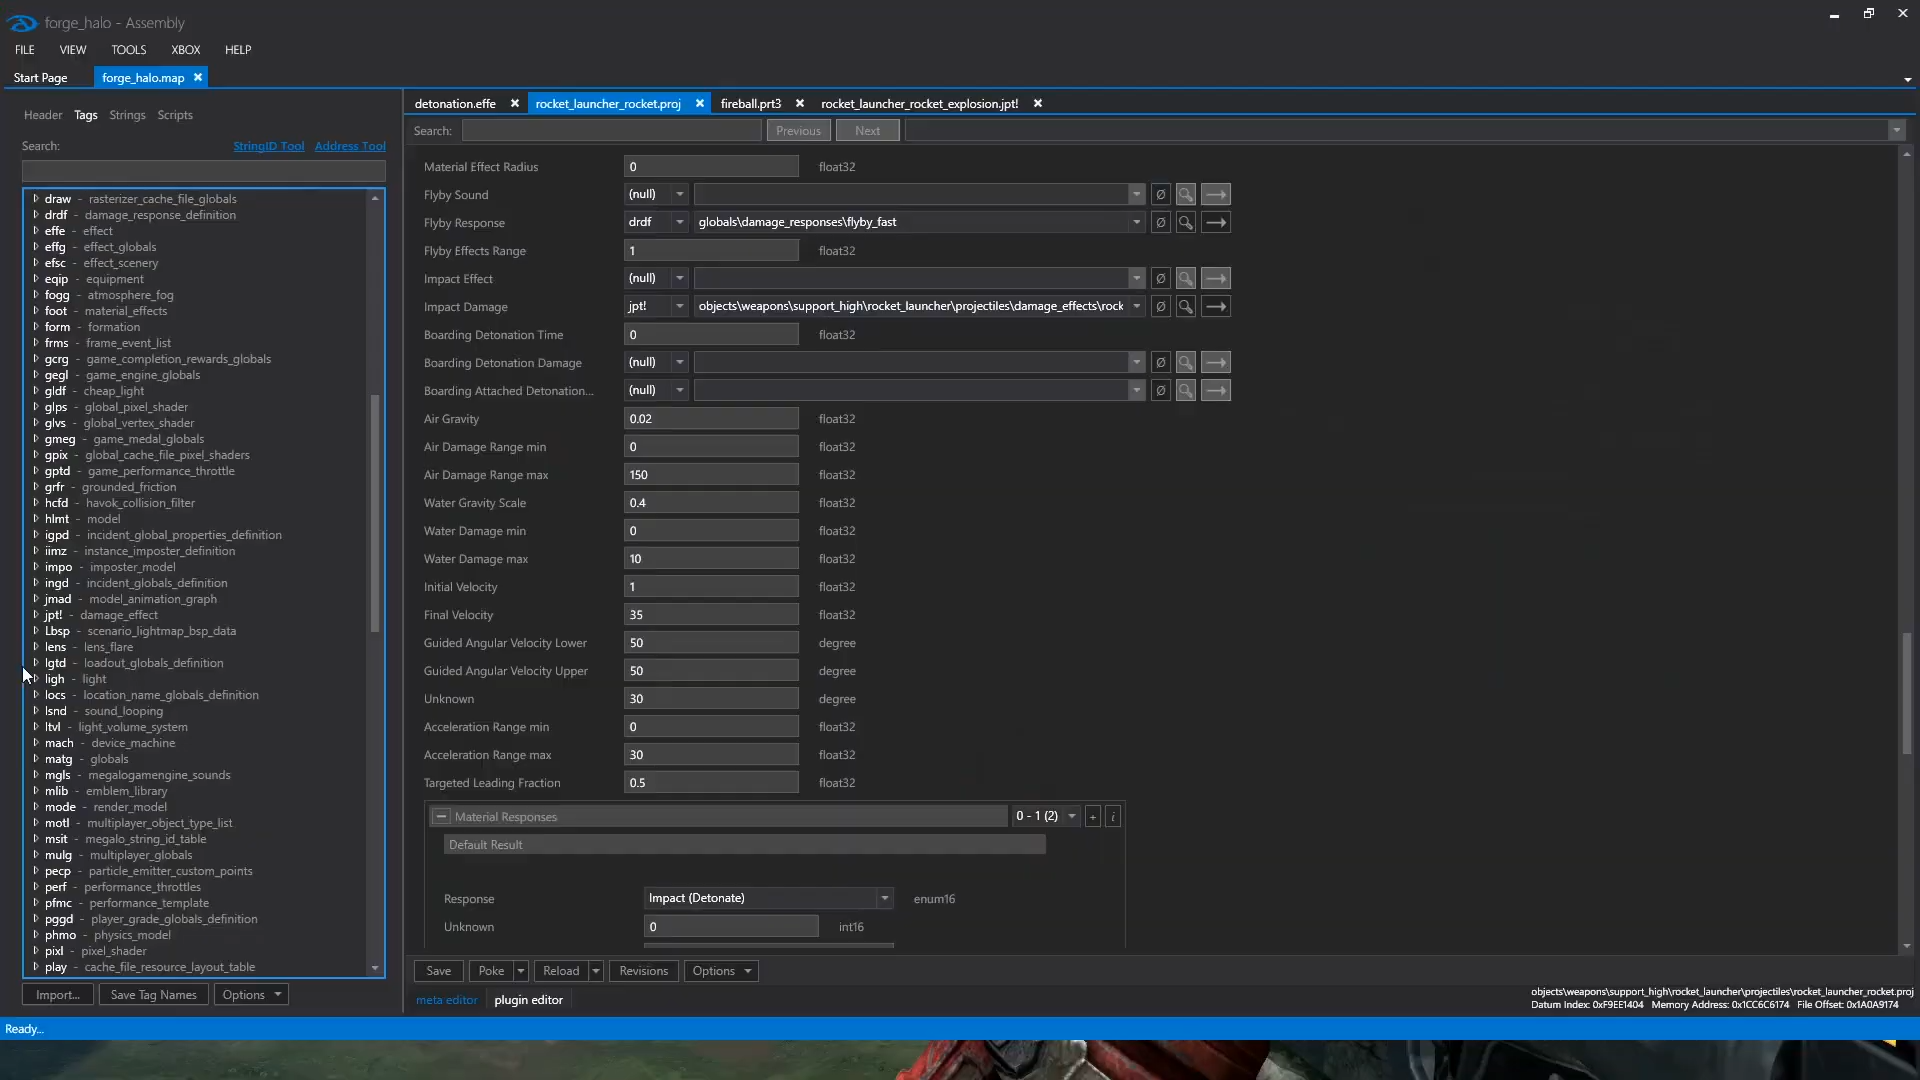 forge_halo - Assembly
FILE VIEW TOOLS XBOX HELP
Start Page forge_halo.map
Header Tags Strings Scripts
Search: StringID Tool Address Tool
draw - rasterizer_cache_file_globals
drdf - damage_response_definition
effe - effect
effg - effect_globals
efsc - effect_scenery
eqip - equipment
fogg - atmosphere_fog
foot - material_effects
form - formation
frms - frame_event_list
gcrg - game_completion_rewards_globals
gegl - game_engine_globals
gldf - cheap_light
glps - global_pixel_shader
glvs - global_vertex_shader
gmeg - game_medal_globals
gpix - global_cache_file_pixel_shaders
gptd - game_performance_throttle
grfr - grounded_friction
hcfd - havok_collision_filter
hlmt - model
igpd - incident_global_properties_definition
iimz - instance_imposter_definition
impo - imposter_model
ingd - incident_globals_definition
jmad - model_animation_graph
jpt! - damage_effect
Lbsp - scenario_lightmap_bsp_data
lens - lens_flare
lgtd - loadout_globals_definition
ligh - light
locs - location_name_globals_definition
lsnd - sound_looping
ltvl - light_volume_system
mach - device_machine
matg - globals
mgls - megalogamengine_sounds
mlib - emblem_library
mode - render_model
motl - multiplayer_object_type_list
msit - megalo_string_id_table
mulg - multiplayer_globals
pecp - particle_emitter_custom_points
perf - performance_throttles
pfmc - performance_template
pggd - player_grade_globals_definition
phmo - physics_model
pixl - pixel_shader
play - cache_file_resource_layout_table
Import... Save Tag Names Options
detonation.effe rocket_launcher_rocket.proj fireball.prt3 rocket_launcher_rocket_explosion.jpt!
Search: Previous Next
Material Effect Radius 0 float32
Flyby Sound (null)
Flyby Response drdf globals\damage_responses\flyby_fast
Flyby Effects Range 1 float32
Impact Effect (null)
Impact Damage jpt! objects\weapons\support_high\rocket_launcher\projectiles\damage_effects\rock
Boarding Detonation Time 0 float32
Boarding Detonation Damage (null)
Boarding Attached Detonation... (null)
Air Gravity 0.02 float32
Air Damage Range min 0 float32
Air Damage Range max 150 float32
Water Gravity Scale 0.4 float32
Water Damage min 0 float32
Water Damage max 10 float32
Initial Velocity 1 float32
Final Velocity 35 float32
Guided Angular Velocity Lower 50 degree
Guided Angular Velocity Upper 50 degree
Unknown 30 degree
Acceleration Range min 0 float32
Acceleration Range max 30 float32
Targeted Leading Fraction 0.5 float32
Material Responses 0 - 1 (2) + i
Default Result
Response Impact (Detonate) enum16
Unknown 0 int16
Save Poke Reload Revisions Options
meta editor plugin editor
objects\weapons\support_high\rocket_launcher\projectiles\rocket_launcher_rocket.proj
Datum Index: 0xF9EE1404 Memory Address: 0x1CC6C6174 File Offset: 0x1A0A9174
Ready...